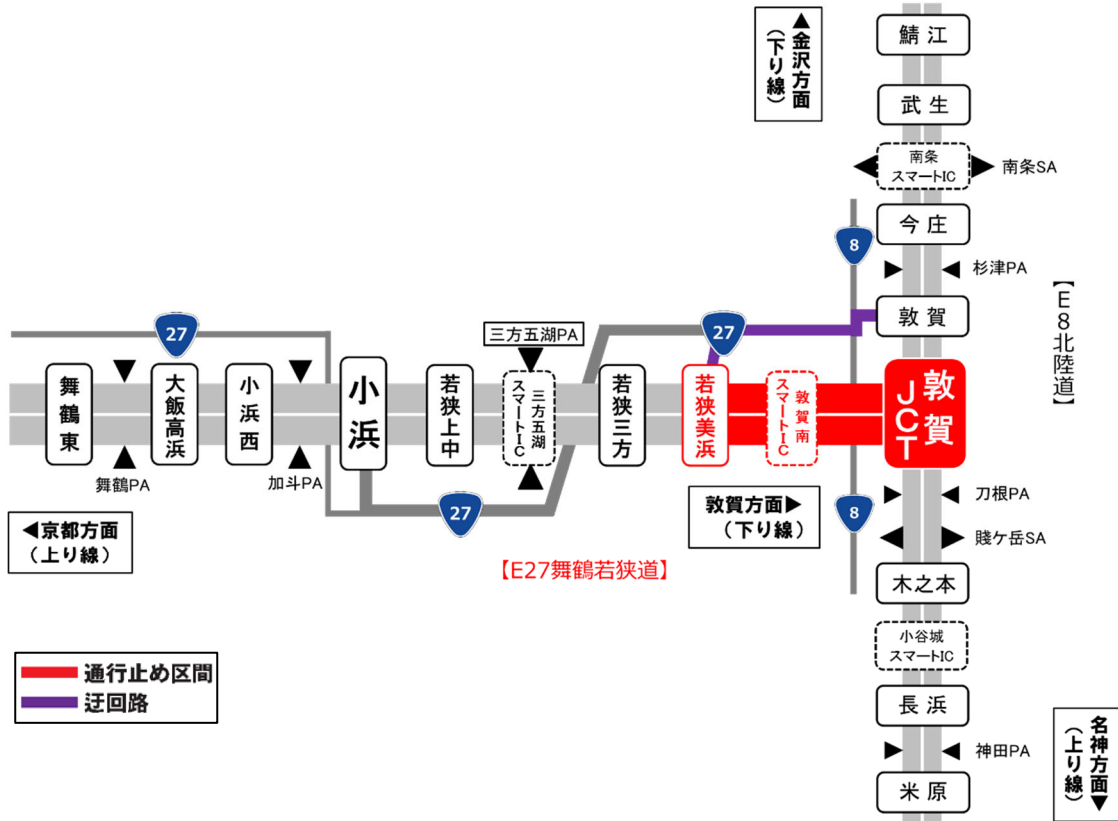 ▲金沢方面
（下り線）
鯖江
武生
南条
スマートIC
南条SA
今庄
8
杉津PA
【E8北陸道】
敦賀
27
三方五湖PA
27
舞鶴東
大飯高浜
小浜西
小浜
若狭上中
三方五湖
スマートIC
若狭三方
若狭美浜
敦賀南
スマートIC
敦賀
JCT
舞鶴PA
加斗PA
27
敦賀方面▶
（下り線）
8
刀根PA
賤ケ岳SA
◀京都方面
（上り線）
【E27舞鶴若狭道】
木之本
小谷城
スマートIC
通行止め区間
迂回路
長浜
名神方面▼
（上り線）
神田PA
米原